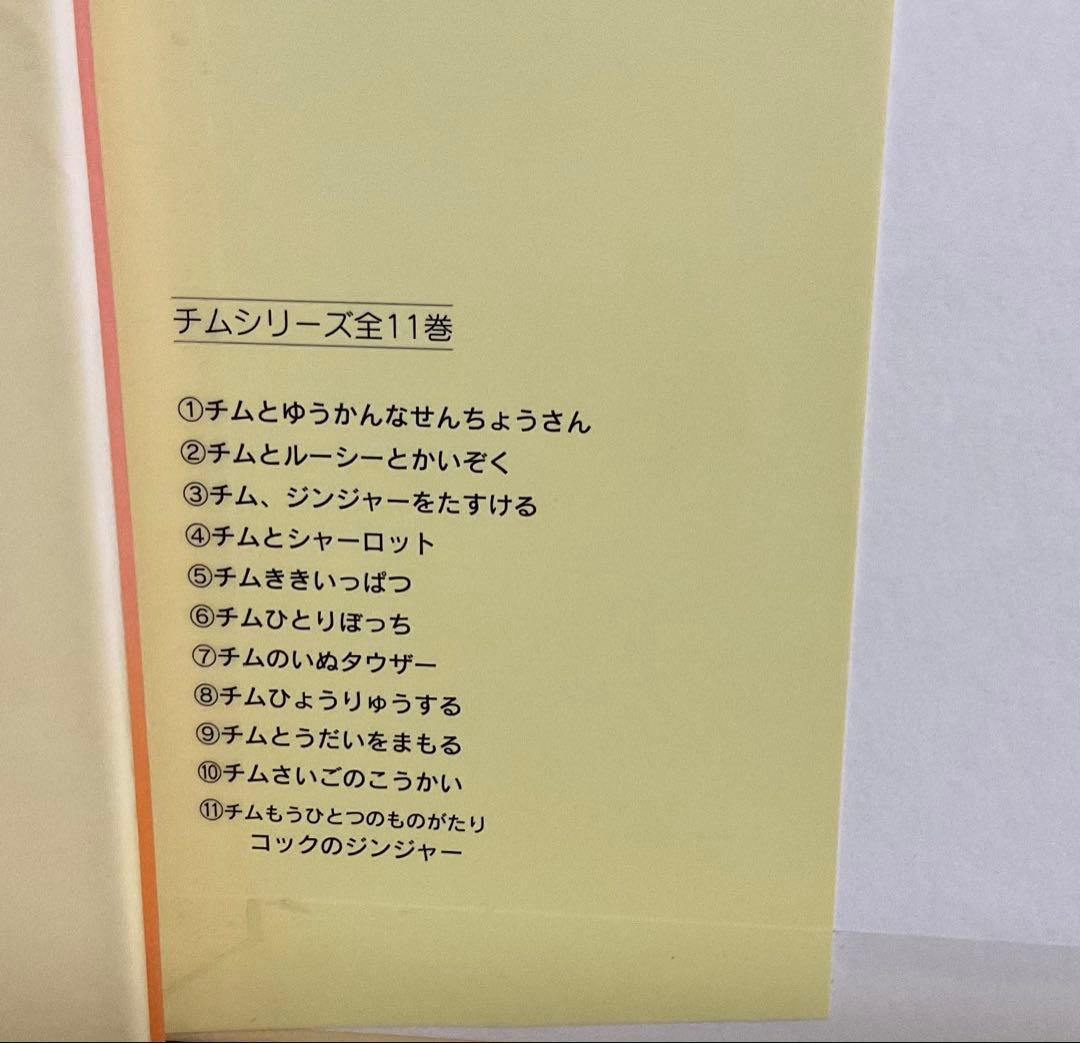 チムシリーズ全11巻
①チムとゆうかんなせんちょうさん
②チムとルーシーとかいぞく
③チム、ジンジャーをたすける
④チムとシャーロット
⑤チムききいっぱつ
⑥チムひとりぼっち
⑦チムのいぬタウザー
⑧チムひょうりゅうする
⑨チムとうだいをまもる
⑩チムさいごのこうかい
⑪チムもうひとつのものがたり
コックのジンジャー